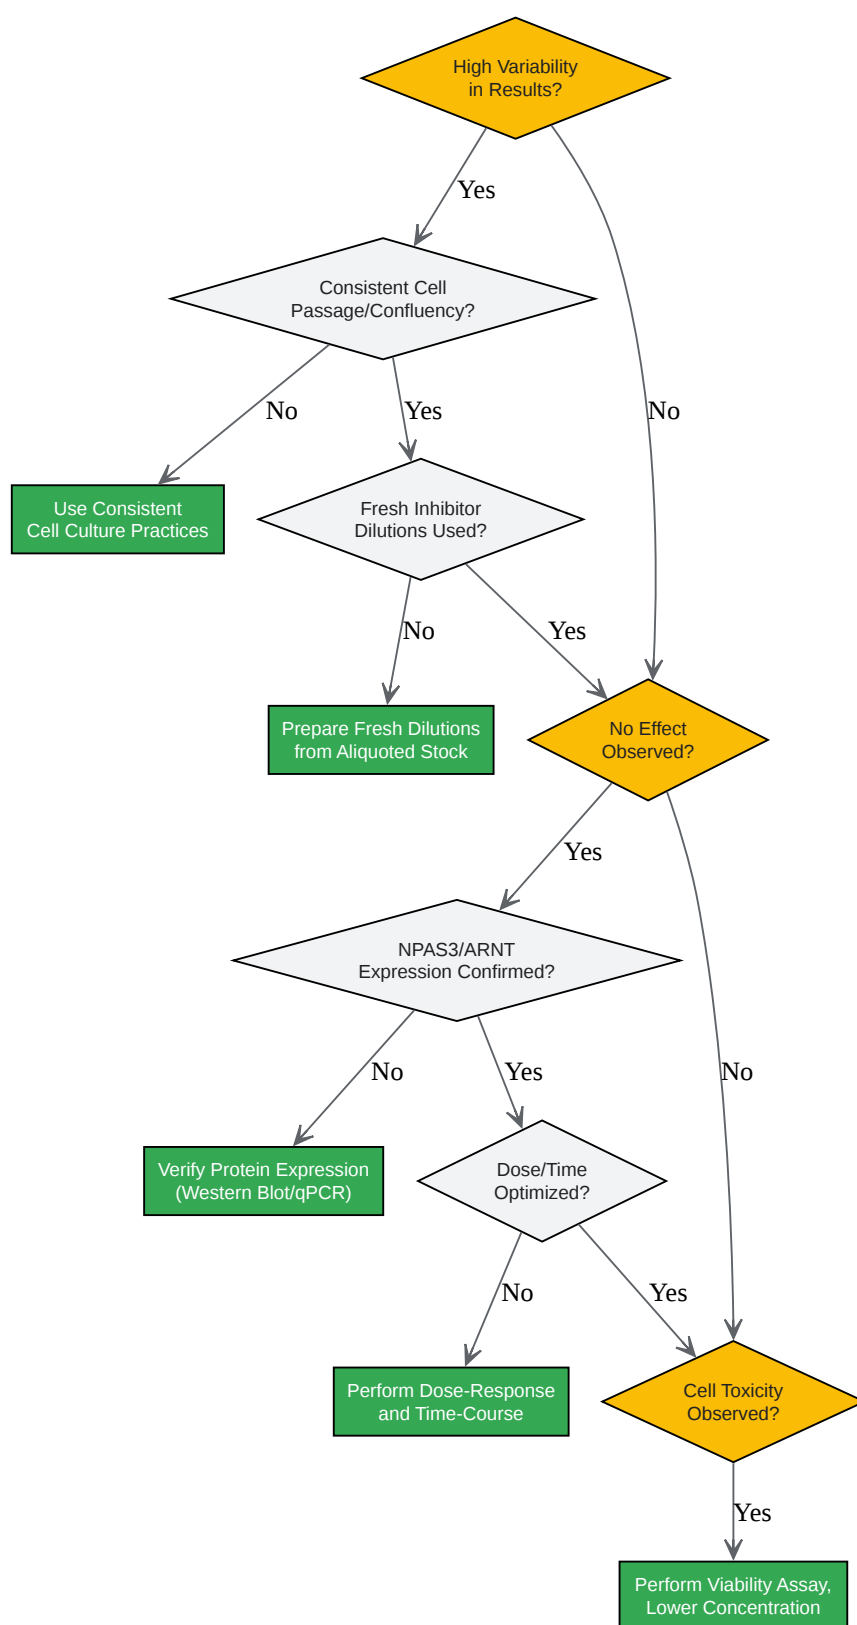 High Variability
in Results?
Yes
Consistent Cell
Passage/Confluency?
No
Yes
No
Use Consistent
Cell Culture Practices
Fresh Inhibitor
Dilutions Used?
No
Yes
Prepare Fresh Dilutions
from Aliquoted Stock
No Effect
Observed?
Yes
NPAS3/ARNT
Expression Confirmed?
No
Yes
No
Verify Protein Expression
(Western Blot/qPCR)
Dose/Time
Optimized?
No
Yes
Perform Dose-Response
and Time-Course
Cell Toxicity
Observed?
Yes
Perform Viability Assay,
Lower Concentration